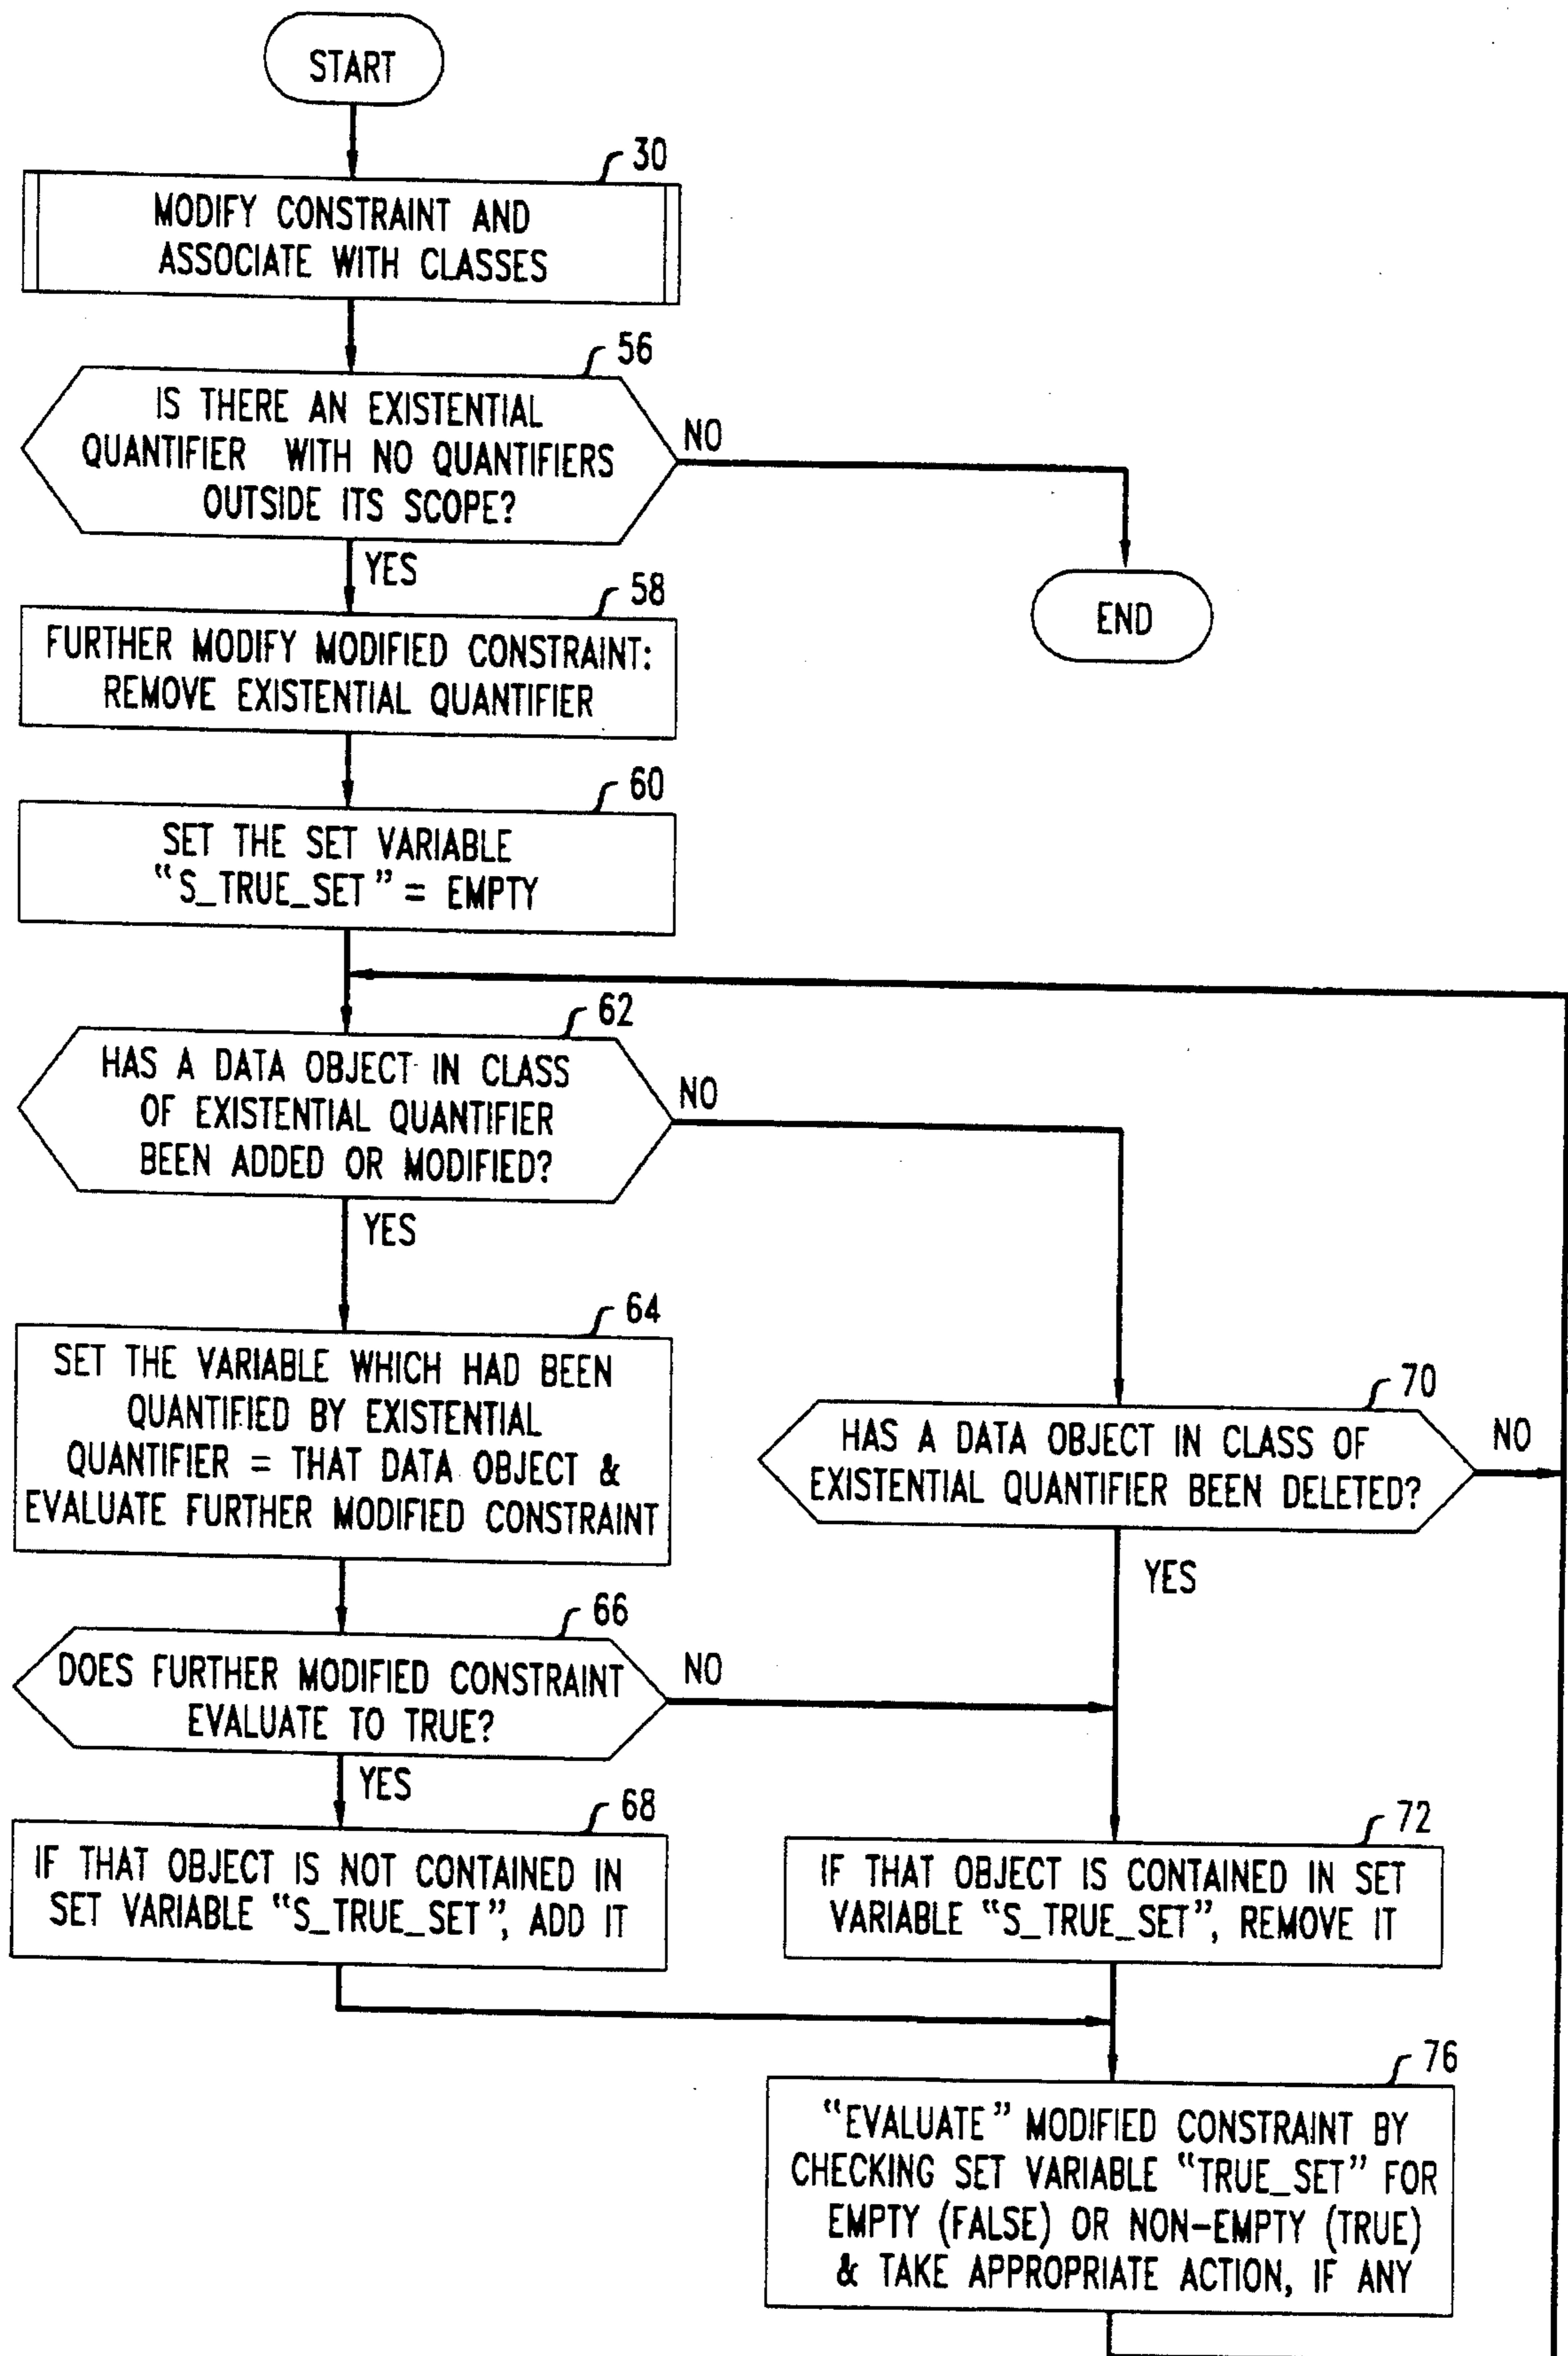 START
30
MODIFY CONSTRAINT AND
ASSOCIATE WITH CLASSES
56
IS THERE AN EXISTENTIAL
QUANTIFIER WITH NO QUANTIFIERS
OUTSIDE ITS SCOPE?
NO
YES
END
58
FURTHER MODIFY MODIFIED CONSTRAINT:
REMOVE EXISTENTIAL QUANTIFIER
60
SET THE SET VARIABLE
"S_TRUE_SET" = EMPTY
62
HAS A DATA OBJECT IN CLASS
OF EXISTENTIAL QUANTIFIER
BEEN ADDED OR MODIFIED?
NO
YES
64
SET THE VARIABLE WHICH HAD BEEN
QUANTIFIED BY EXISTENTIAL
QUANTIFIER = THAT DATA OBJECT &
EVALUATE FURTHER MODIFIED CONSTRAINT
70
HAS A DATA OBJECT IN CLASS OF
EXISTENTIAL QUANTIFIER BEEN DELETED?
NO
YES
66
DOES FURTHER MODIFIED CONSTRAINT
EVALUATE TO TRUE?
NO
YES
68
IF THAT OBJECT IS NOT CONTAINED IN
SET VARIABLE "S_TRUE_SET", ADD IT
72
IF THAT OBJECT IS CONTAINED IN SET
VARIABLE "S_TRUE_SET", REMOVE IT
76
"EVALUATE" MODIFIED CONSTRAINT BY
CHECKING SET VARIABLE "TRUE_SET" FOR
EMPTY (FALSE) OR NON-EMPTY (TRUE)
& TAKE APPROPRIATE ACTION, IF ANY